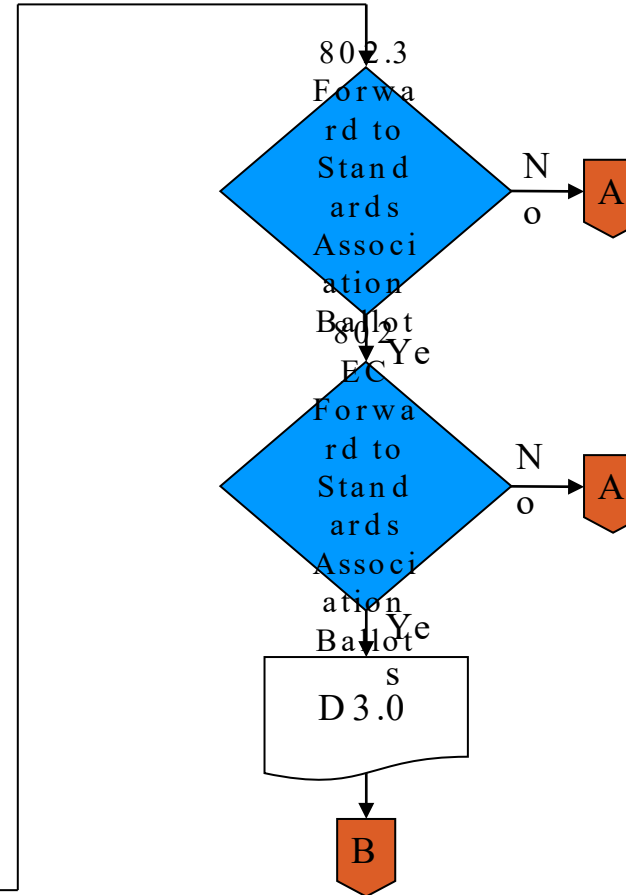 802.3
Forwa
rd to
Stand
ards
Associ
ation
Ballot
N
o
A
Ye
s
802
EC
Forwa
rd to
Stand
ards
Associ
ation
Ballot
N
o
A
Ye
s
D3.0
B